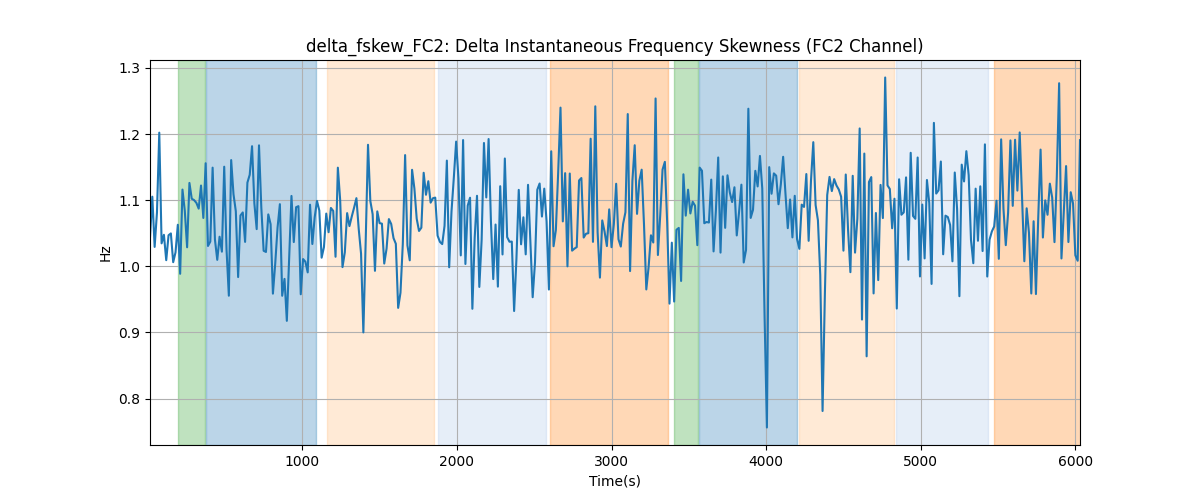 delta_fskew_FC2: Delta Instantaneous Frequency Skewness (FC2 Channel)
1.3
1.2
1.1
1.0
0.9
0.8
Hz
1000 2000 3000 4000 5000 6000
Time(s)